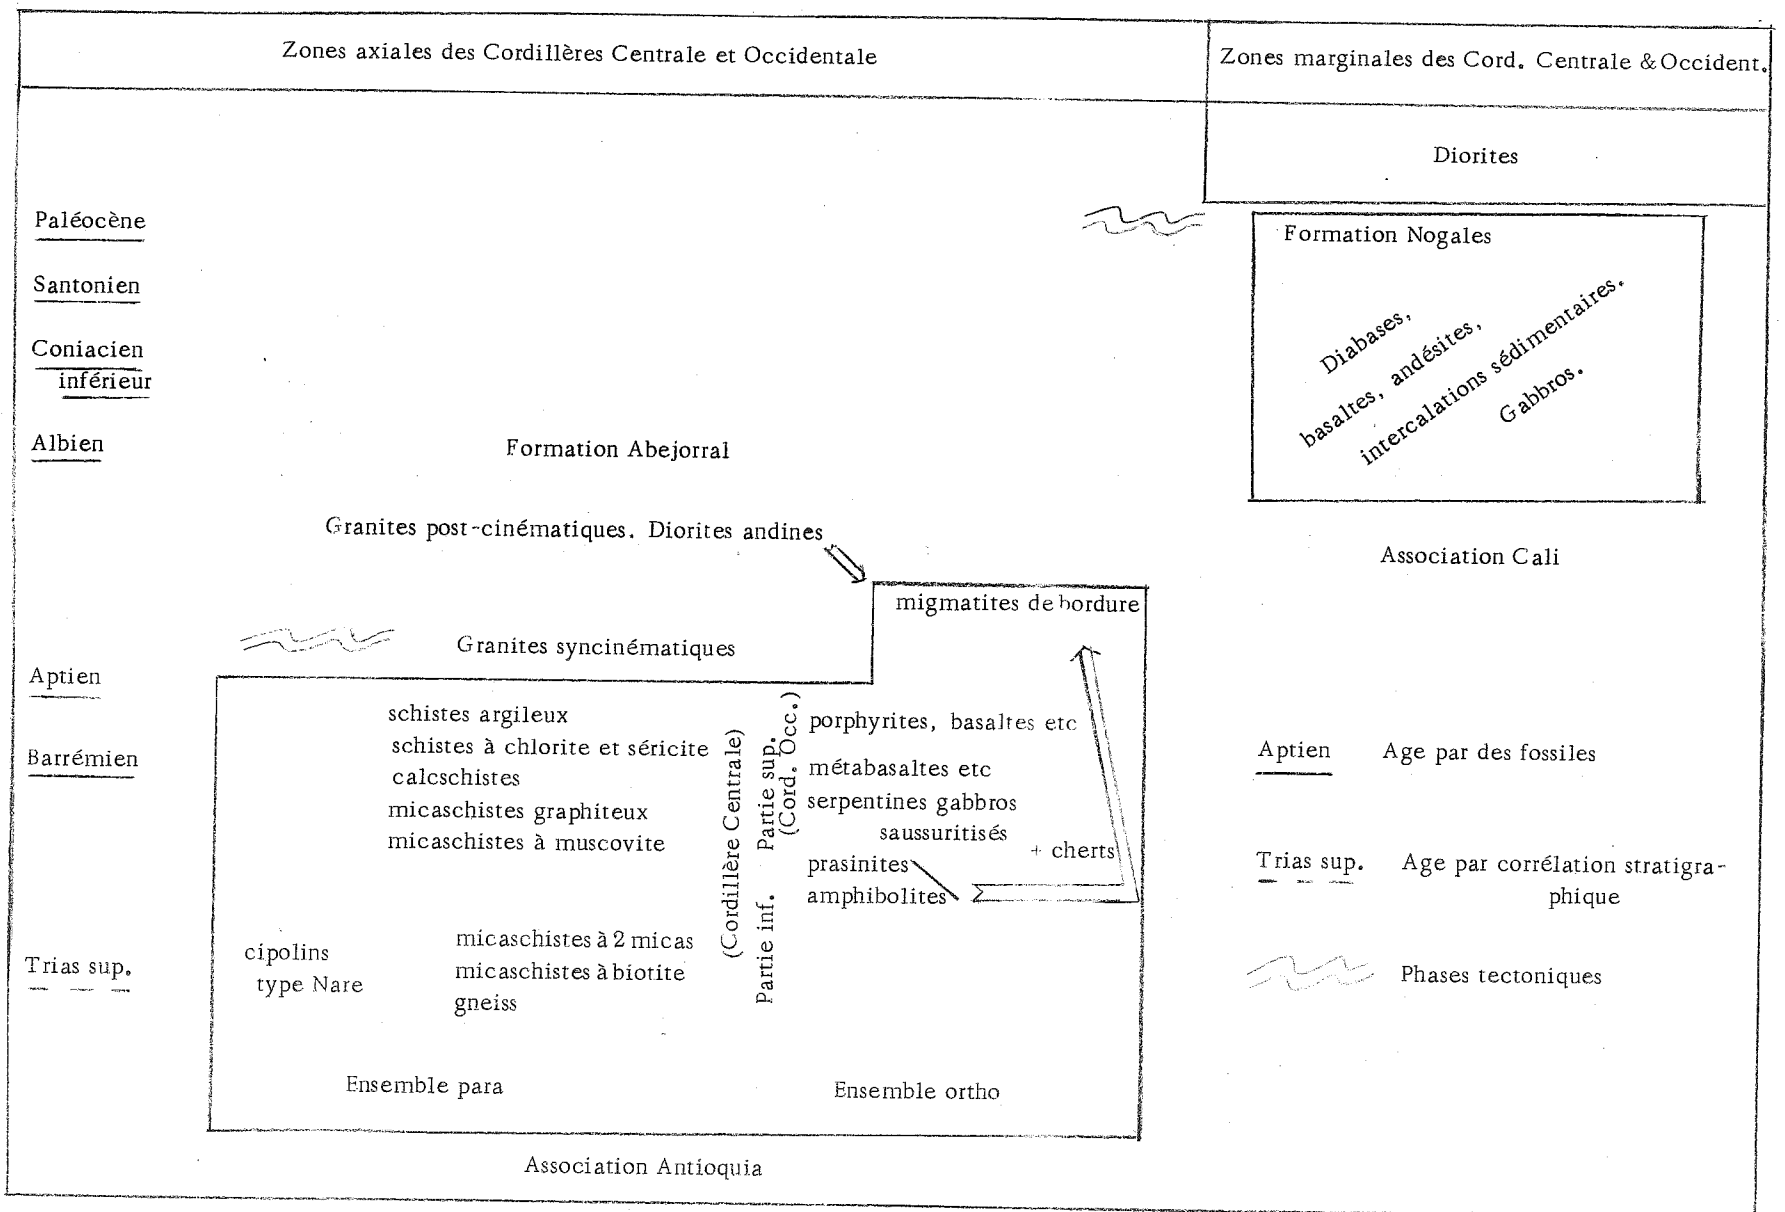 Zones axiales des Cordillères Centrale et Occidentale
Zones marginales des Cord. Centrale & Occident.
Diorites
Paléocène
Santonien
Coniacien
inférieur
Albien
Formation Nogales
Diabases,
basaltes, andésites,
intercalations sédimentaires.
Gabbros.
Association Cali
Formation Abejorral
Granites post-cinématiques. Diorites andines
migmatites de bordure
Granites syncinématiques
Aptien
Barrémien
Trias sup.
schistes argileux
schistes à chlorite et séricite
calcschistes
micaschistes graphiteux
micaschistes à muscovite
cipolins
type Nare
micaschistes à 2 micas
micaschistes à biotite
gneiss
Ensemble para
(Cordillère Centrale)
Partie inf. Partie sup.
(Cord. Occ.)
porphyrites, basaltes etc
métabasaltes etc
serpentines gabbros
saussuritisés
+ cherts
prasinites
amphibolites
Ensemble ortho
Association Antioquia
Aptien Age par des fossiles
Trias sup. Age par corrélation stratigra-
phique
Phases tectoniques